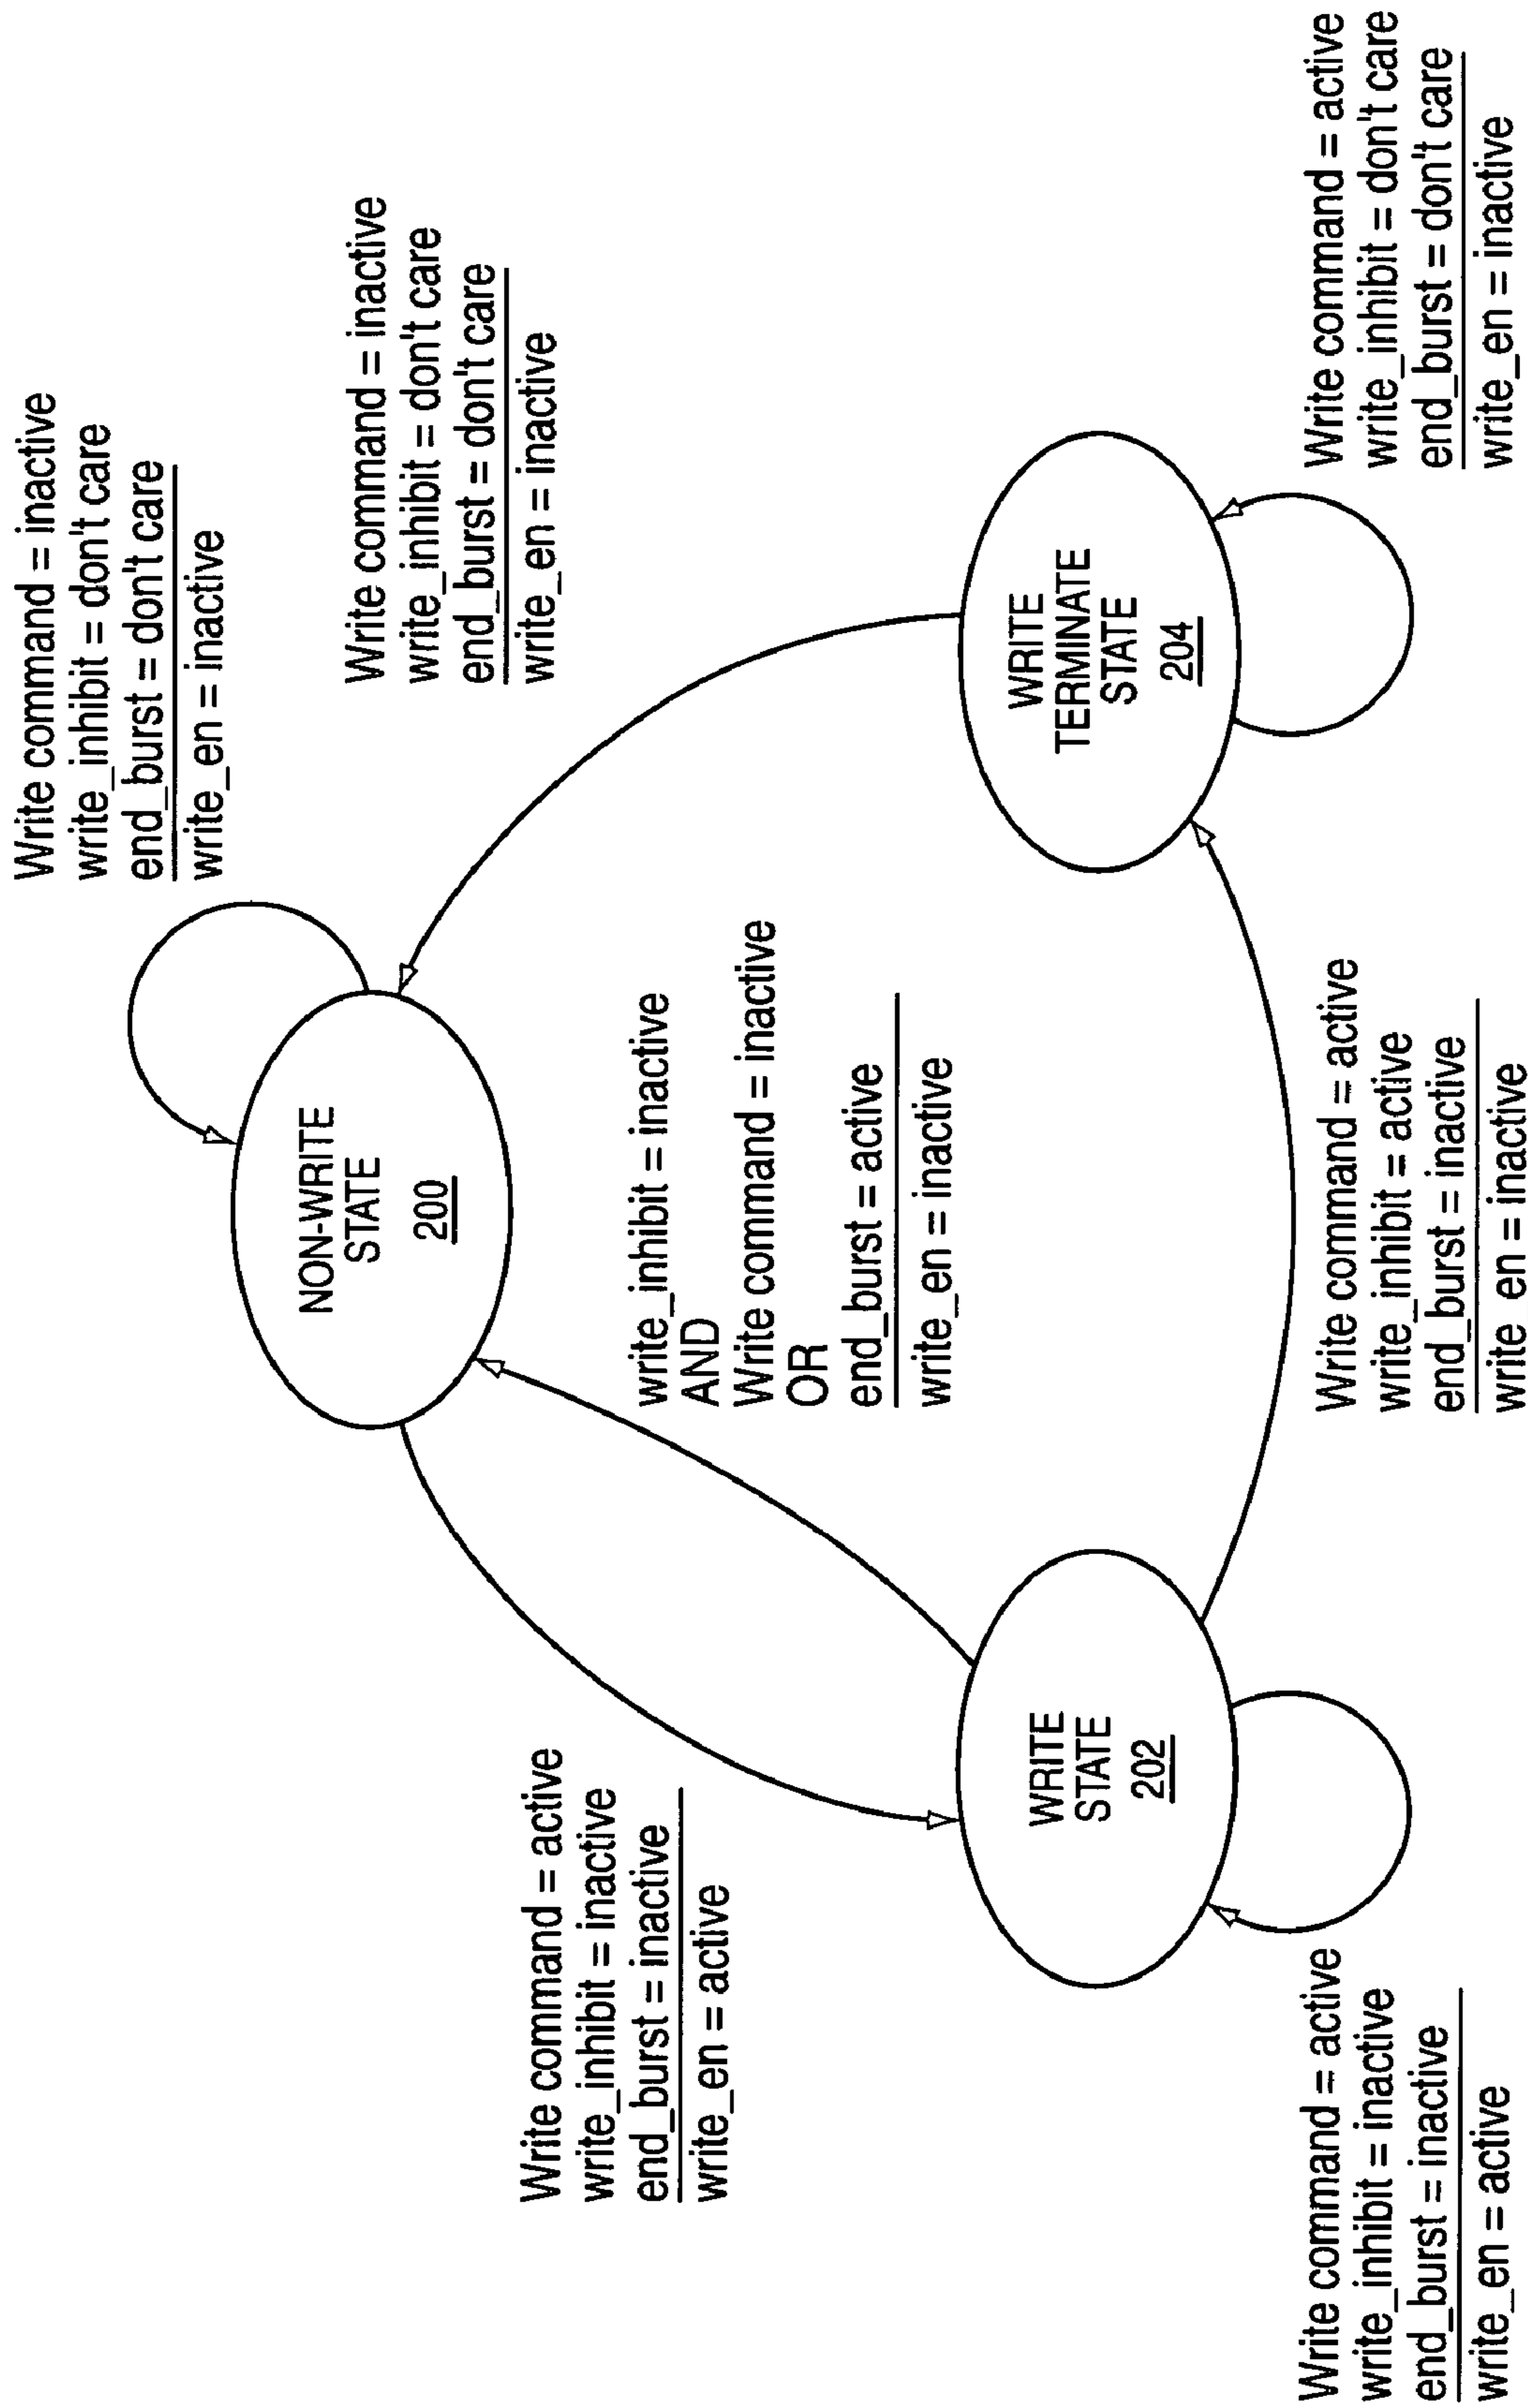 Write command = inactive
write_inhibit = don't care
end_burst = don't care
write_en = inactive
NON-WRITE
STATE
200
Write command = inactive
write_inhibit = don't care
end_burst = don't care
write_en = inactive
Write command = active
write_inhibit = inactive
end_burst = inactive
write_en = active
write_inhibit = inactive
AND
Write command = inactive
OR
end_burst = active
write_en = inactive
WRITE
STATE
202
WRITE
TERMINATE
STATE
204
Write command = active
write_inhibit = inactive
end_burst = inactive
write_en = active
Write command = active
write_inhibit = active
end_burst = inactive
write_en = inactive
Write command = active
write_inhibit = don't care
end_burst = don't care
write_en = inactive